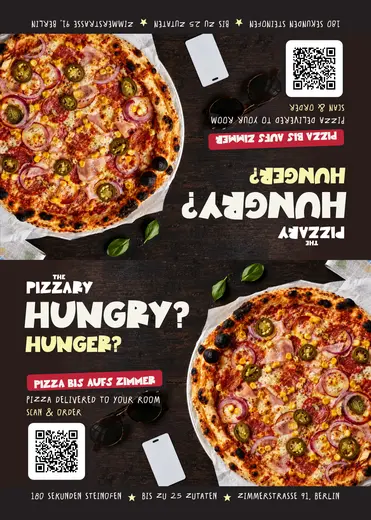 180 SEKUNDEN STEINOFEN ★ BIS ZU 25 ZUTATEN ★ ZIMMERSTRASSE 91, BERLIN
SCAN & ORDER
PIZZA DELIVERED TO YOUR ROOM
PIZZA BIS AUFS ZIMMER
HUNGER?
HUNGRY?
PIZZARY
THE
THE
PIZZARY
HUNGRY?
HUNGER?
PIZZA BIS AUFS ZIMMER
PIZZA DELIVERED TO YOUR ROOM
SCAN & ORDER
180 SEKUNDEN STEINOFEN ★ BIS ZU 25 ZUTATEN ★ ZIMMERSTRASSE 91, BERLIN